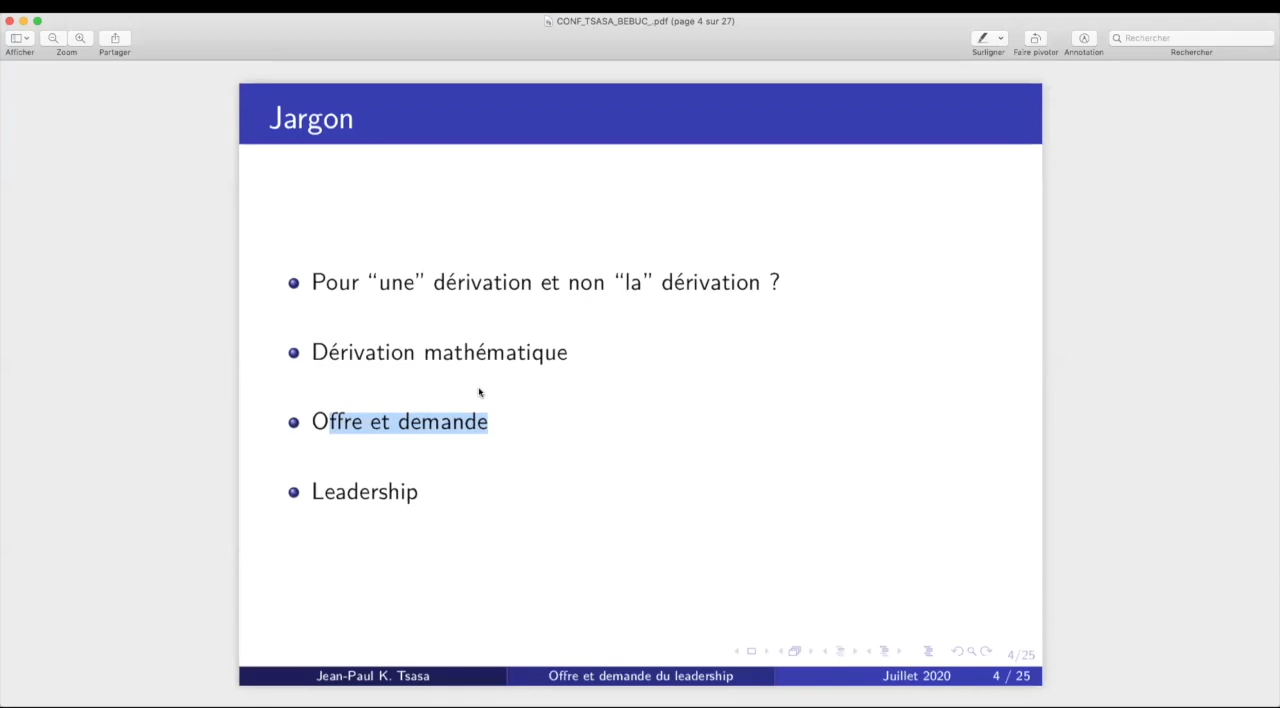 CONF_TSASA_BEBUC_.pdf (page 4 sur 27)
Rechercher
Afficher Zoom Partager Surligner Faire pivoter Annotation Rechercher
Jargon
Pour “une” dérivation et non “la” dérivation ?
Dérivation mathématique
Offre et demande
Leadership
4/25
Jean-Paul K. Tsasa Offre et demande du leadership Juillet 2020 4 / 25